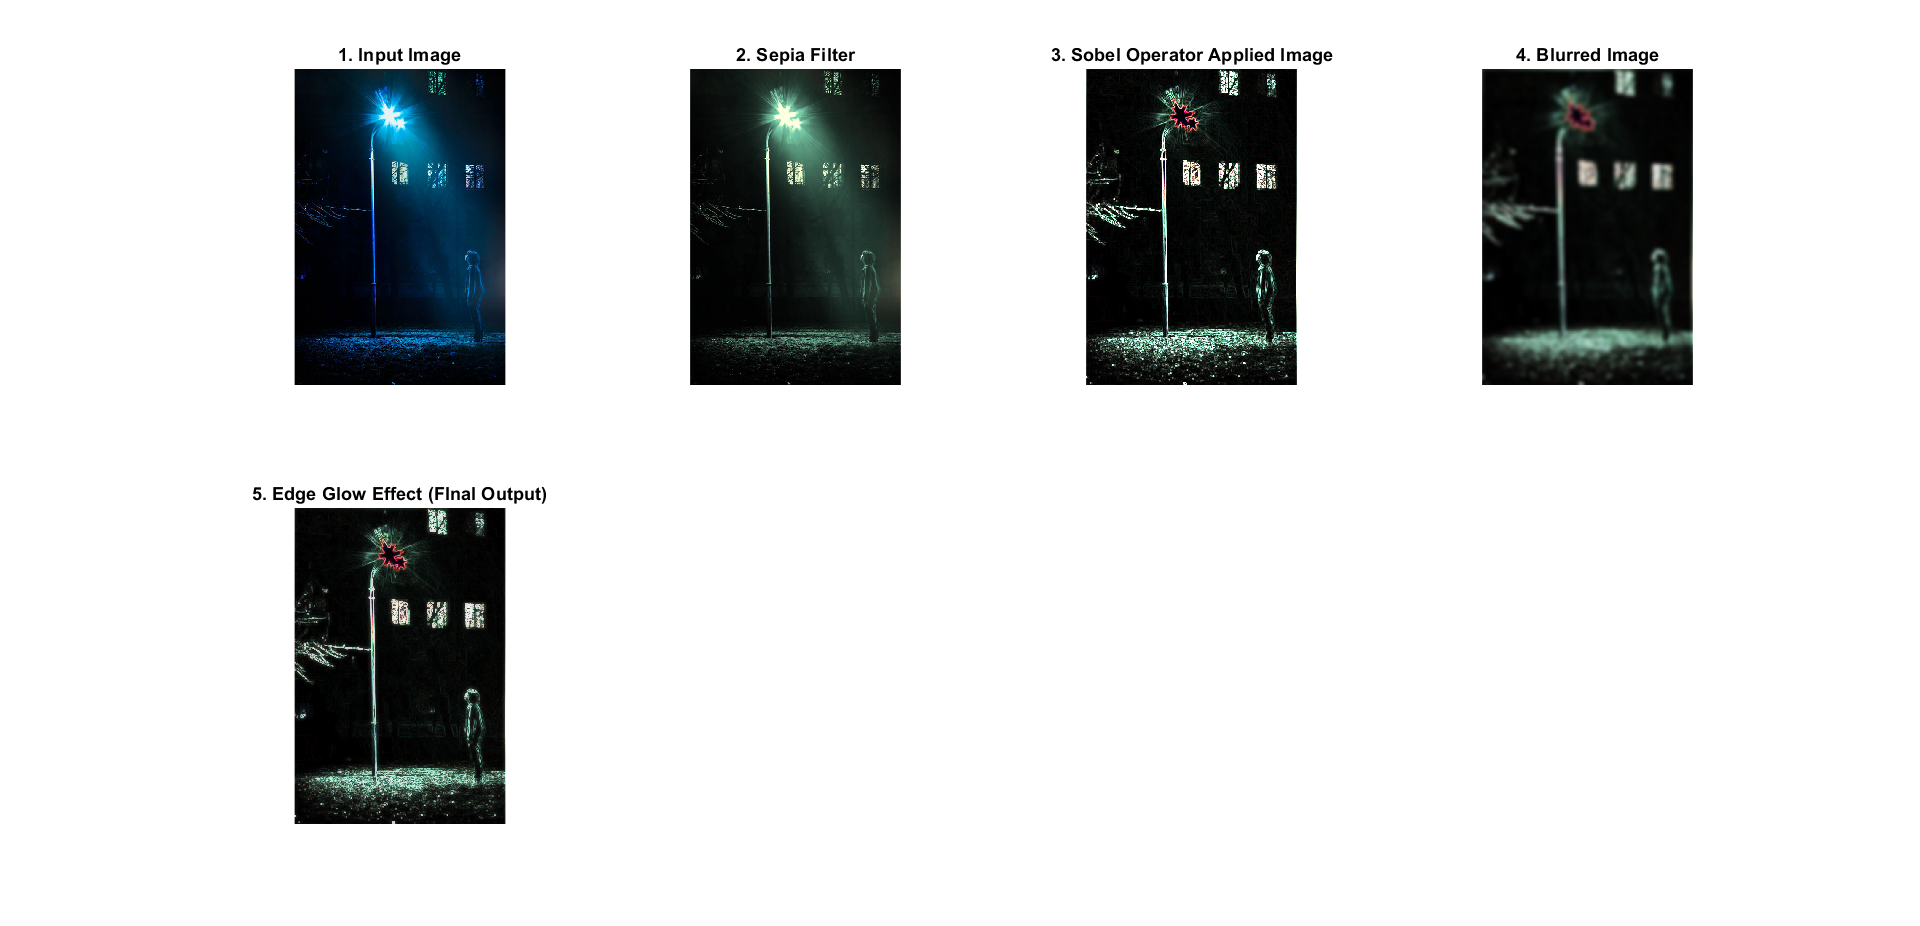 1. Input Image
2. Sepia Filter
3. Sobel Operator Applied Image
4. Blurred Image
5. Edge Glow Effect (FInal Output)